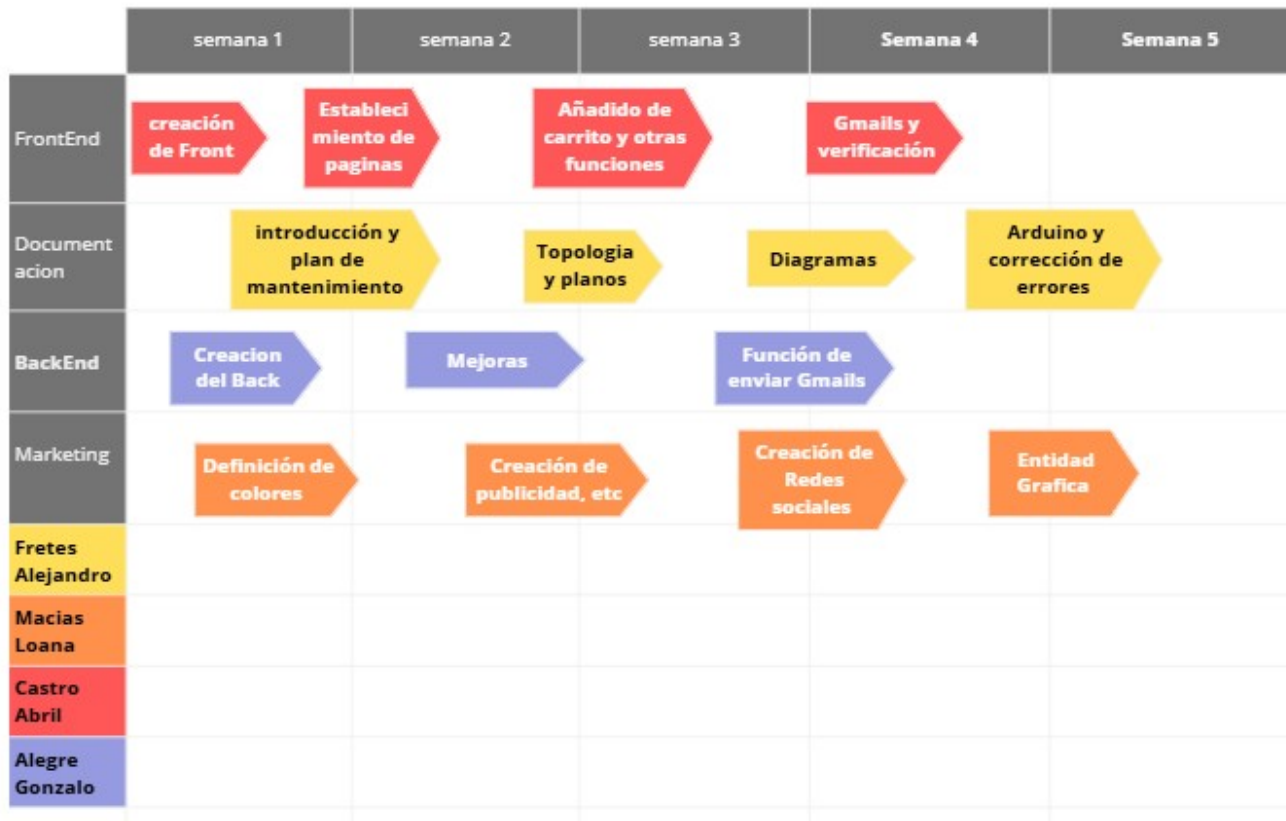 semana 1
semana 2
semana 3
Semana 4
Semana 5
FrontEnd
creación
de Front
Estableci
miento de
paginas
Añadido de
carrito y otras
funciones
Gmails y
verificación
Document
acion
introducción y
plan de
mantenimiento
Topologia
y planos
Diagramas
Arduino y
corrección de
errores
BackEnd
Creacion
del Back
Mejoras
Función de
enviar Gmails
Marketing
Definición de
colores
Creación de
publicidad, etc
Creación de
Redes
sociales
Entidad
Grafica
Fretes
Alejandro
Macias
Loana
Castro
Abril
Alegre
Gonzalo